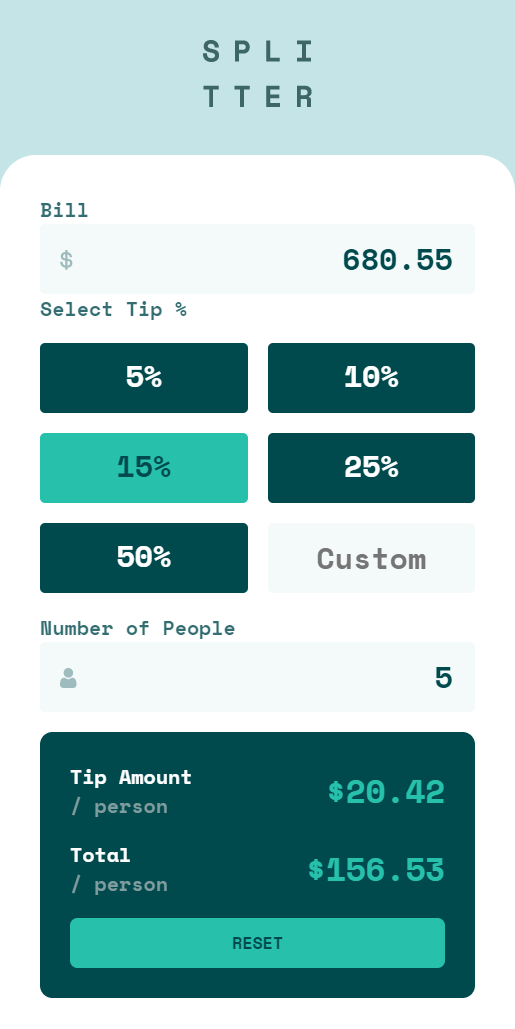 SPLI
TTER
Bill
$ 680.55
Select Tip %
5% 10%
15% 25%
50% Custom
Number of People
5
Tip Amount
/ person
$20.42
Total
/ person
$156.53
RESET